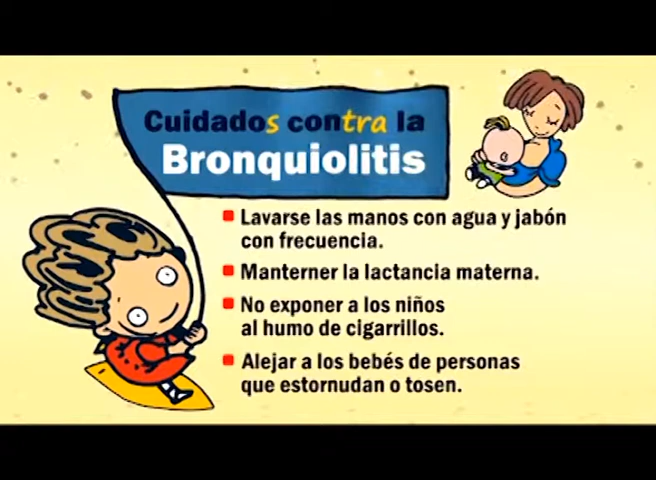 Cuidados contra la
Bronquiolitis
Lavarse las manos con agua y jabón
con frecuencia.
Manterner la lactancia materna.
No exponer a los niños
al humo de cigarrillos.
Alejar a los bebés de personas
que estornudan o tosen.